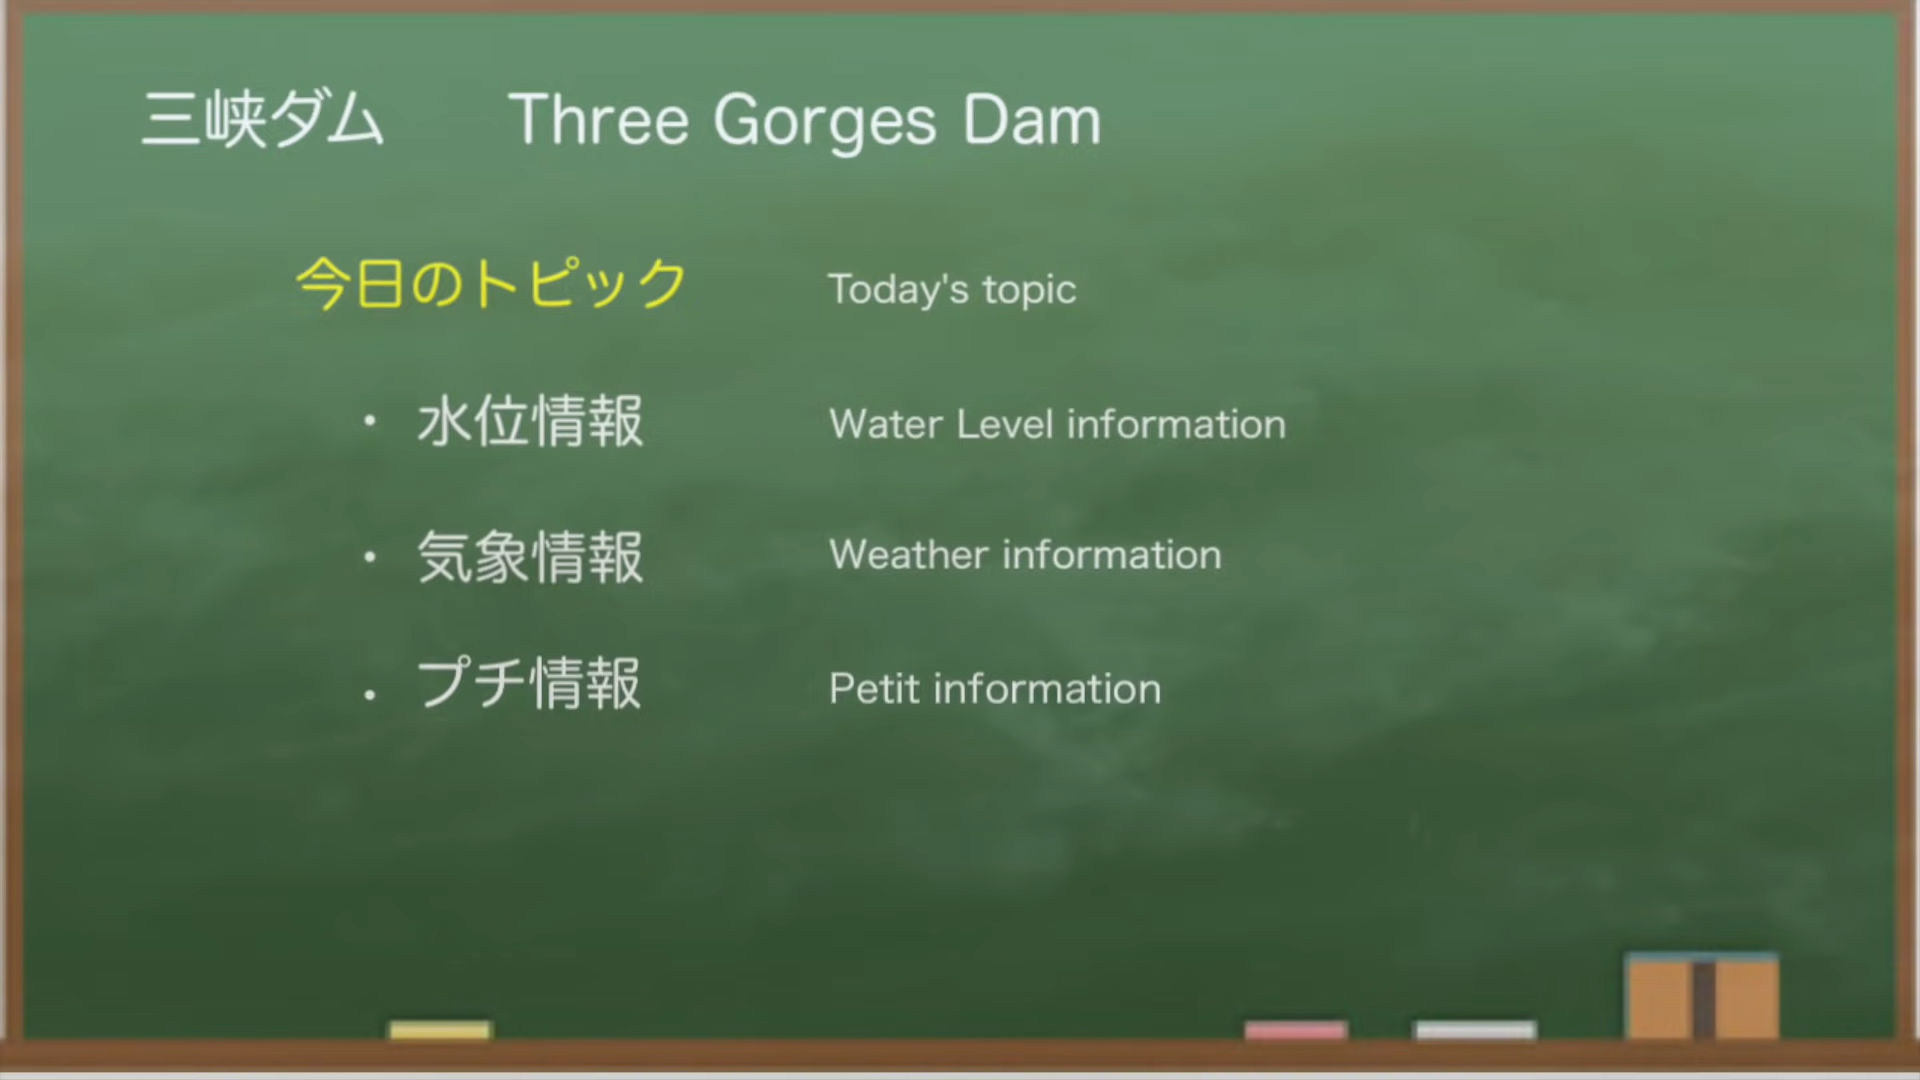 三峡ダム Three Gorges Dam
今日のトピック Today's topic
・ 水位情報 Water Level information
・ 気象情報 Weather information
・ プチ情報 Petit information